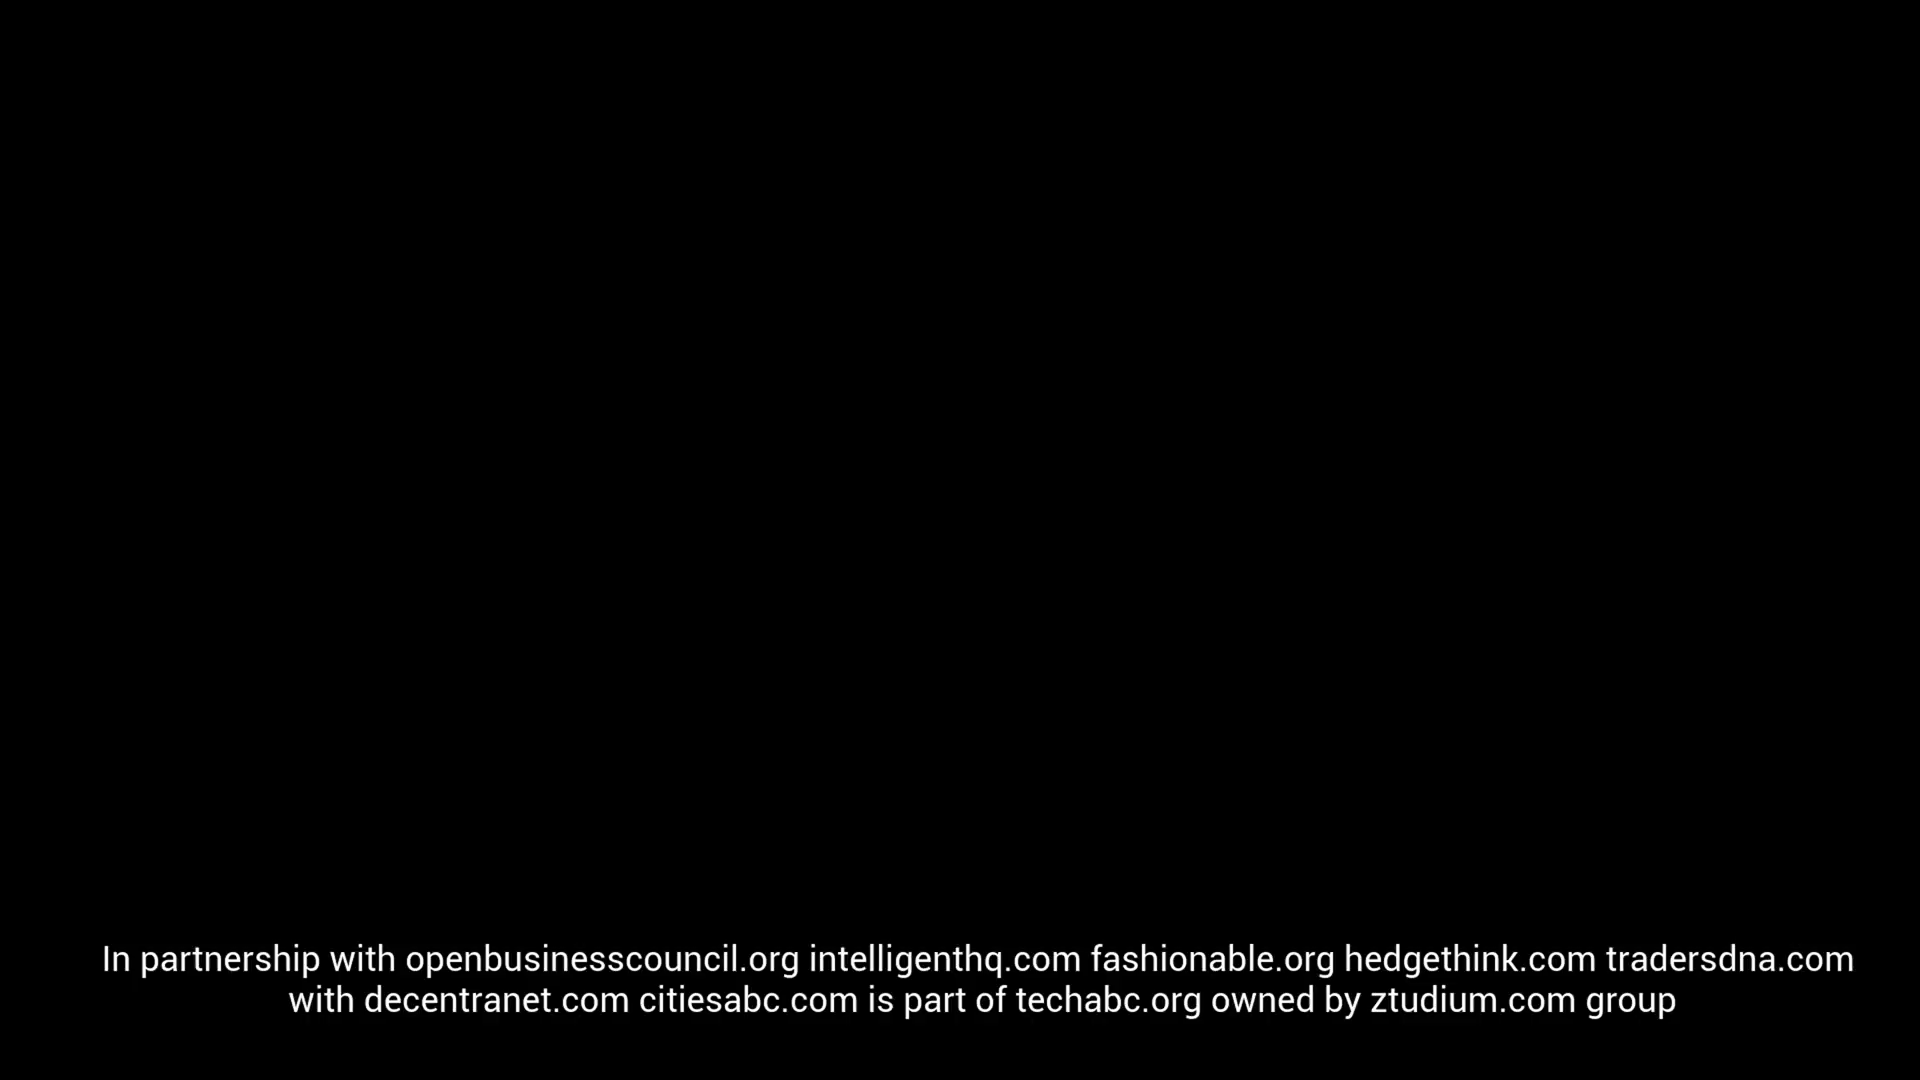 In partnership with openbusinesscouncil.org intelligenthq.com fashionable.org hedgethink.com tradersdna.com
with decentranet.com citiesabc.com is part of techabc.org owned by ztudium.com group